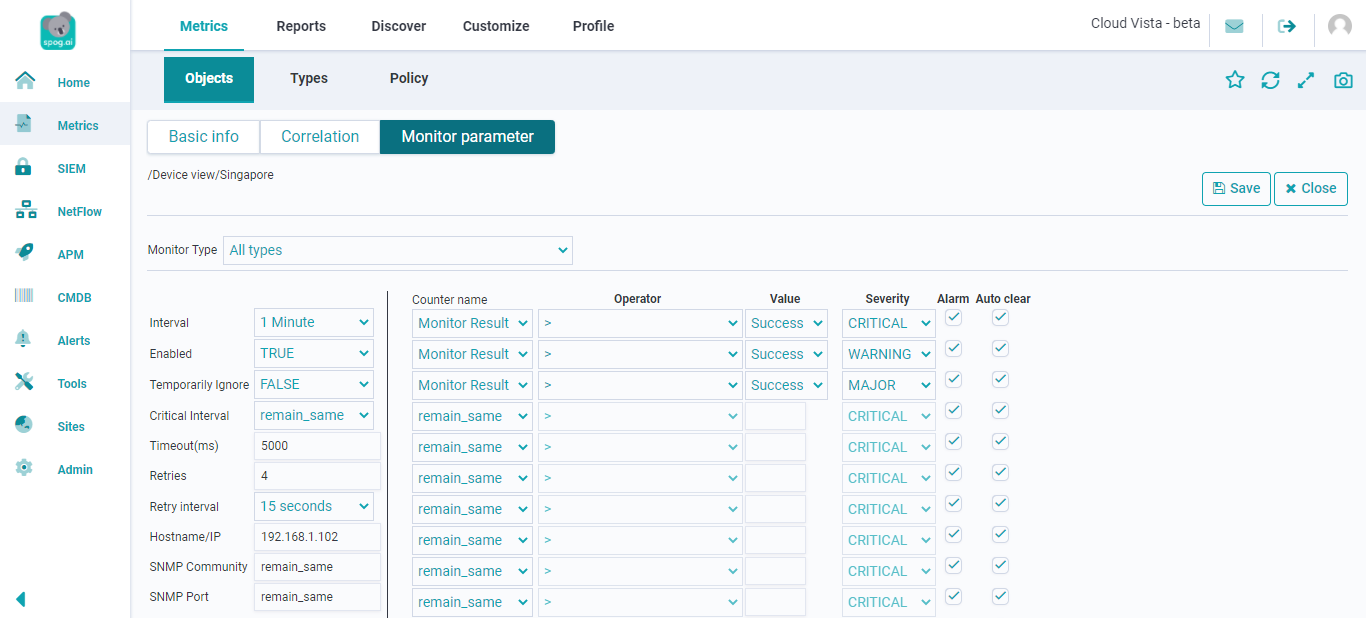 spog.ai
Metrics Reports Discover Customize Profile
Cloud Vista - beta
Home
Metrics
SIEM
NetFlow
APM
CMDB
Alerts
Tools
Sites
Admin
Objects Types Policy
Basic info Correlation Monitor parameter
/Device view/Singapore
Save Close
Monitor Type All types
Counter name Operator Value Severity Alarm Auto clear
Interval 1 Minute Monitor Result > Success CRITICAL
Enabled TRUE Monitor Result > Success WARNING
Temporarily Ignore FALSE Monitor Result > Success MAJOR
Critical Interval remain_same remain_same > CRITICAL
Timeout(ms) 5000 remain_same > CRITICAL
Retries 4 remain_same > CRITICAL
Retry interval 15 seconds remain_same > CRITICAL
Hostname/IP 192.168.1.102 remain_same > CRITICAL
SNMP Community remain_same remain_same > CRITICAL
SNMP Port remain_same remain_same > CRITICAL